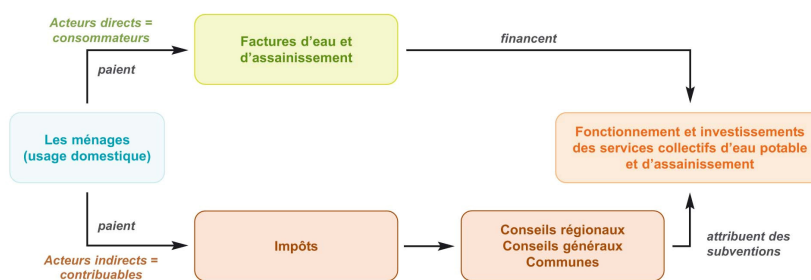 Acteurs directs =
consommateurs
paient
Factures d'eau et
d'assainissement
financent
Les ménages
(usage domestique)
Fonctionnement et investissements
des services collectifs d'eau potable
et d'assainissement
paient
Acteurs indirects =
contribuables
Impôts
Conseils régionaux
Conseils généraux
Communes
attribuent des
subventions